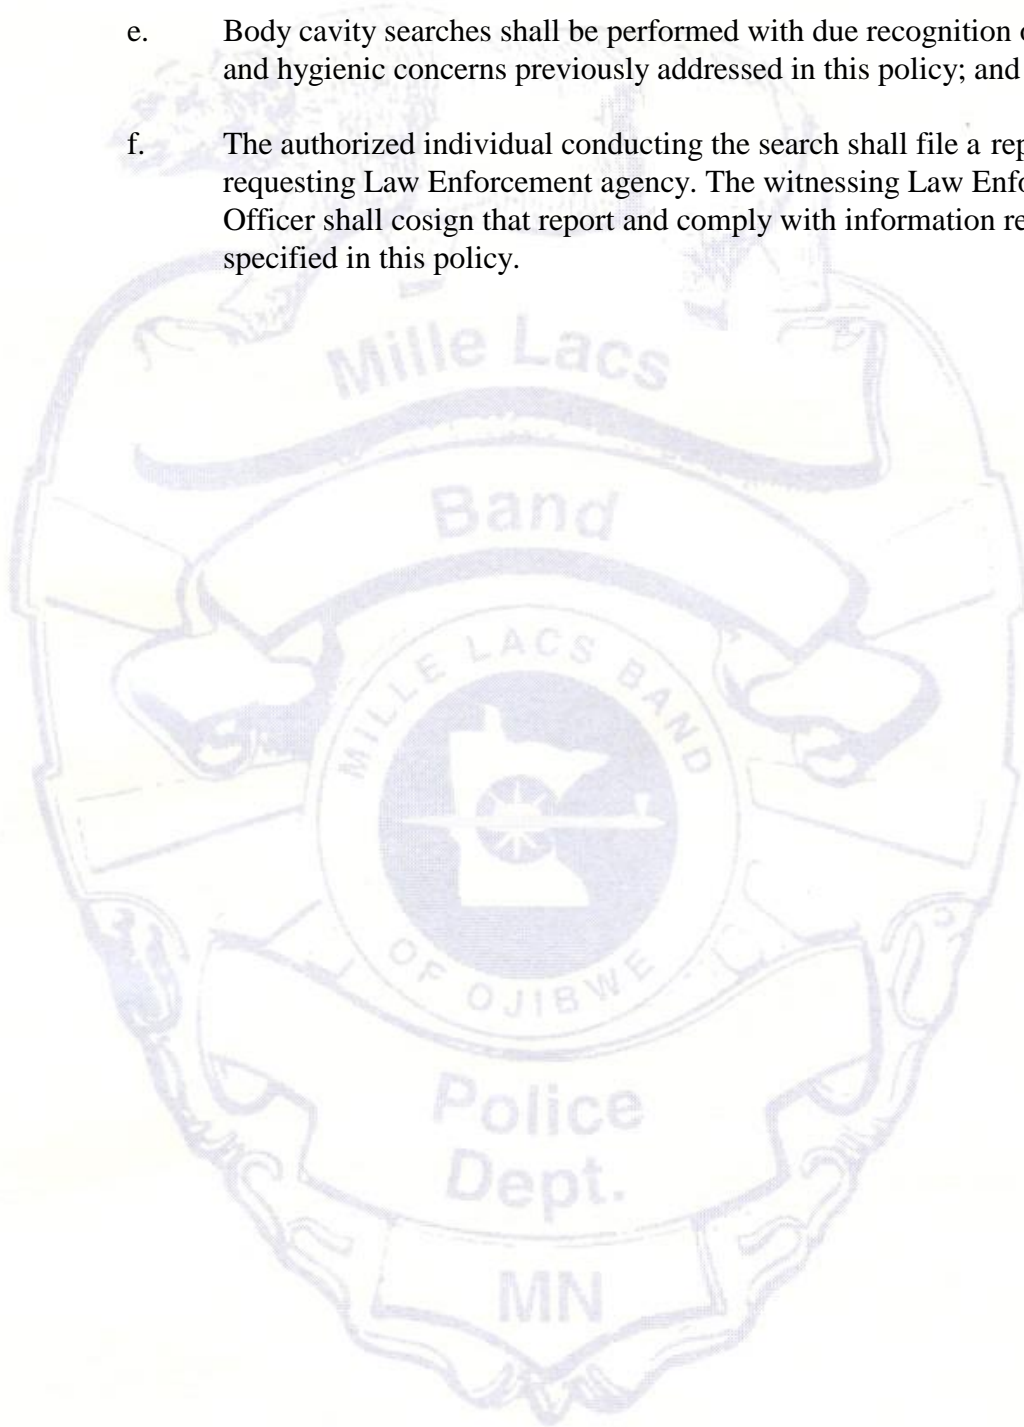 e. Body cavity searches shall be performed with due recognition
and hygienic concerns previously addressed in this policy; and
f. The authorized individual conducting the search shall file a
requesting Law Enforcement agency. The witnessing Law
Officer shall cosign that report and comply with information
specified in this policy.
Mille Lacs
Band
MILLE LACS BAND
OF OJIBWE
Police
Dept.
MN